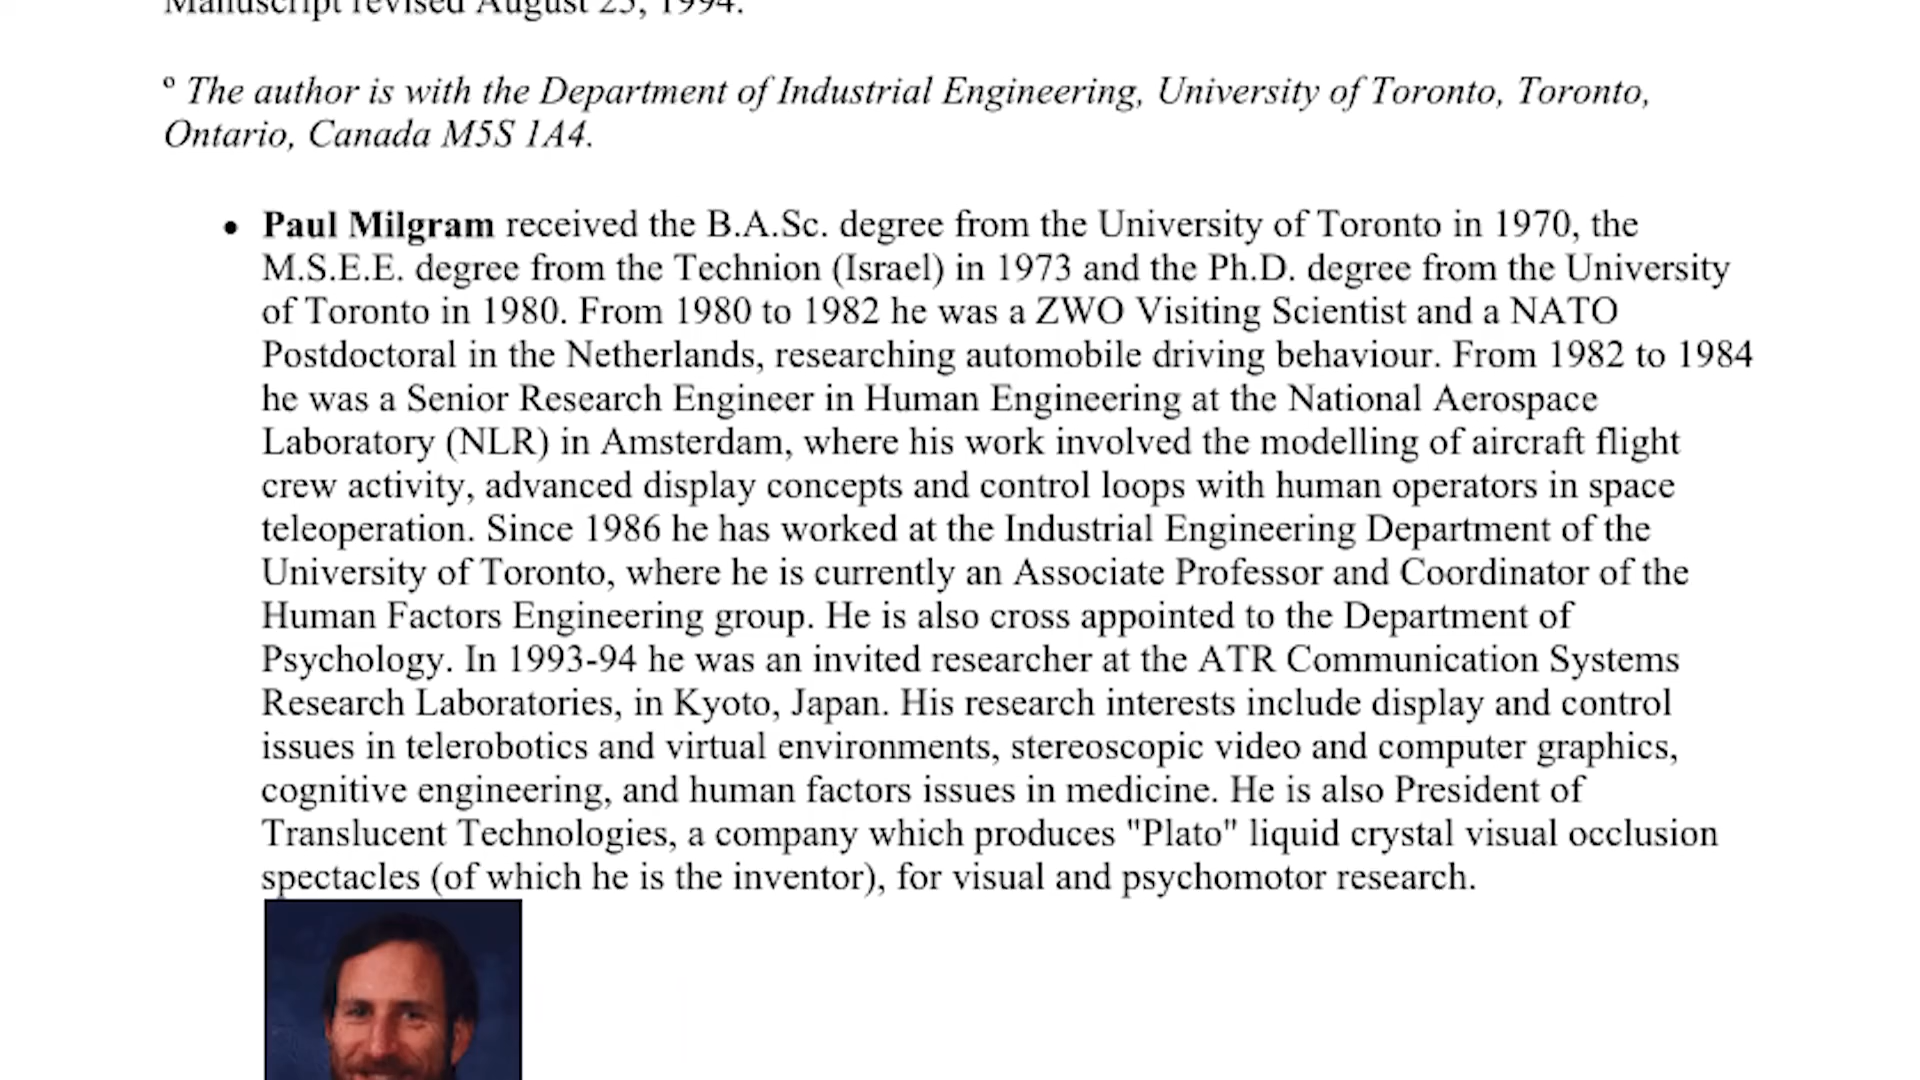 Manuscript revised August 25, 1994.
º The author is with the Department of Industrial Engineering, University of Toronto, Toronto,
Ontario, Canada M5S 1A4.
• Paul Milgram received the B.A.Sc. degree from the University of Toronto in 1970, the
M.S.E.E. degree from the Technion (Israel) in 1973 and the Ph.D. degree from the University
of Toronto in 1980. From 1980 to 1982 he was a ZWO Visiting Scientist and a NATO
Postdoctoral in the Netherlands, researching automobile driving behaviour. From 1982 to 1984
he was a Senior Research Engineer in Human Engineering at the National Aerospace
Laboratory (NLR) in Amsterdam, where his work involved the modelling of aircraft flight
crew activity, advanced display concepts and control loops with human operators in space
teleoperation. Since 1986 he has worked at the Industrial Engineering Department of the
University of Toronto, where he is currently an Associate Professor and Coordinator of the
Human Factors Engineering group. He is also cross appointed to the Department of
Psychology. In 1993-94 he was an invited researcher at the ATR Communication Systems
Research Laboratories, in Kyoto, Japan. His research interests include display and control
issues in telerobotics and virtual environments, stereoscopic video and computer graphics,
cognitive engineering, and human factors issues in medicine. He is also President of
Translucent Technologies, a company which produces "Plato" liquid crystal visual occlusion
spectacles (of which he is the inventor), for visual and psychomotor research.